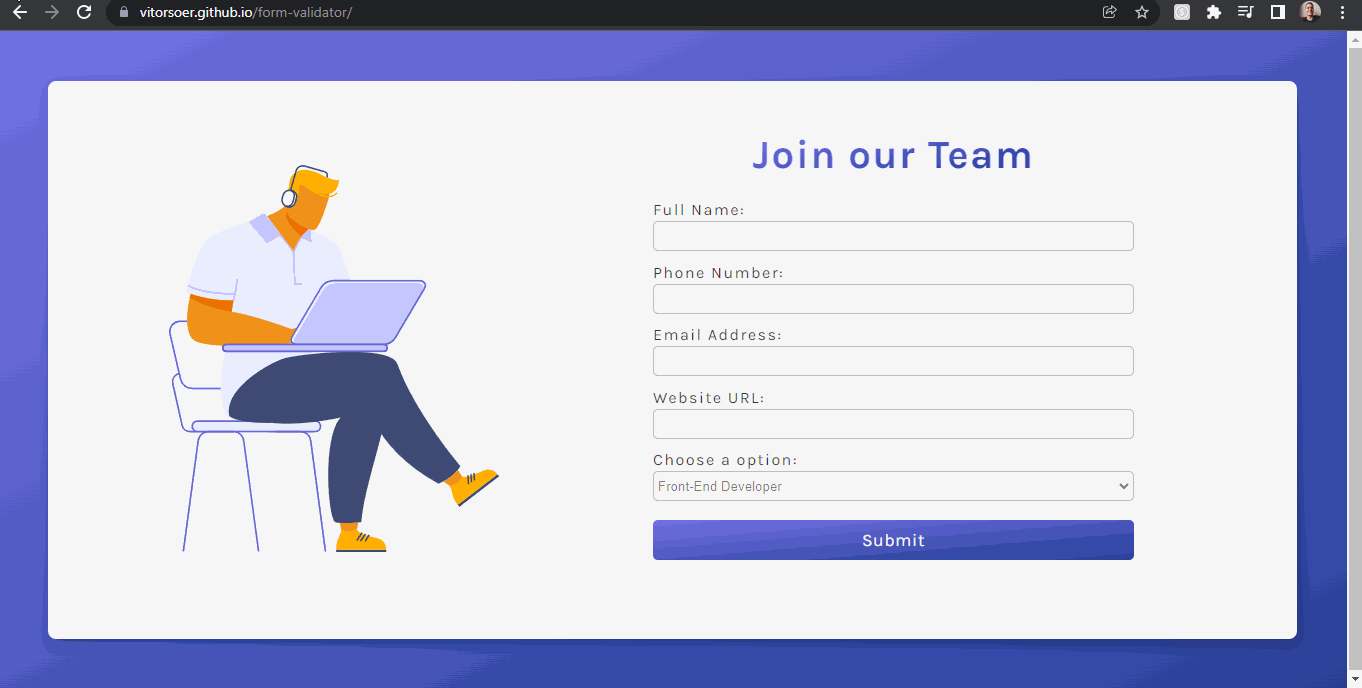 vitorsoer.github.io/form-validator/
Join our Team
Full Name:
Phone Number:
Email Address:
Website URL:
Choose a option:
Front-End Developer
Submit